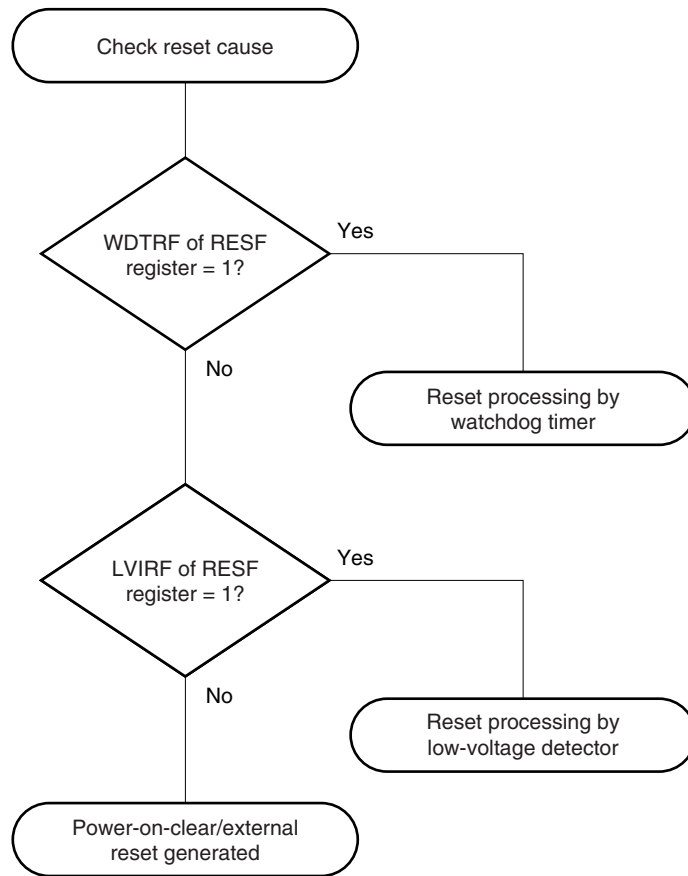 Check reset cause
WDTRF of RESF
register = 1?
Yes
No
Reset processing by
watchdog timer
LVIRF of RESF
register = 1?
Yes
No
Reset processing by
low-voltage detector
Power-on-clear/external
reset generated